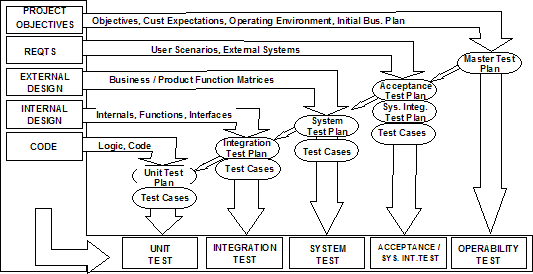 PROJECT
OBJECTIVES
Objectives, Cust Expectations, Operating Environment, Initial Bus. Plan
REQTS
User Scenarios, External Systems
Master Test
Plan
EXTERNAL
DESIGN
Business / Product Function Matrices
Acceptance
Test Plan
Sys. Integ.
Test Plan
Test Cases
INTERNAL
DESIGN
Internals, Functions, Interfaces
System
Test Plan
Test Cases
CODE
Logic, Code
Integration
Test Plan
Test Cases
Unit Test
Plan
Test Cases
UNIT
TEST
INTEGRATION
TEST
SYSTEM
TEST
ACCEPTANCE /
SYS. INT.TEST
OPERABILITY
TEST